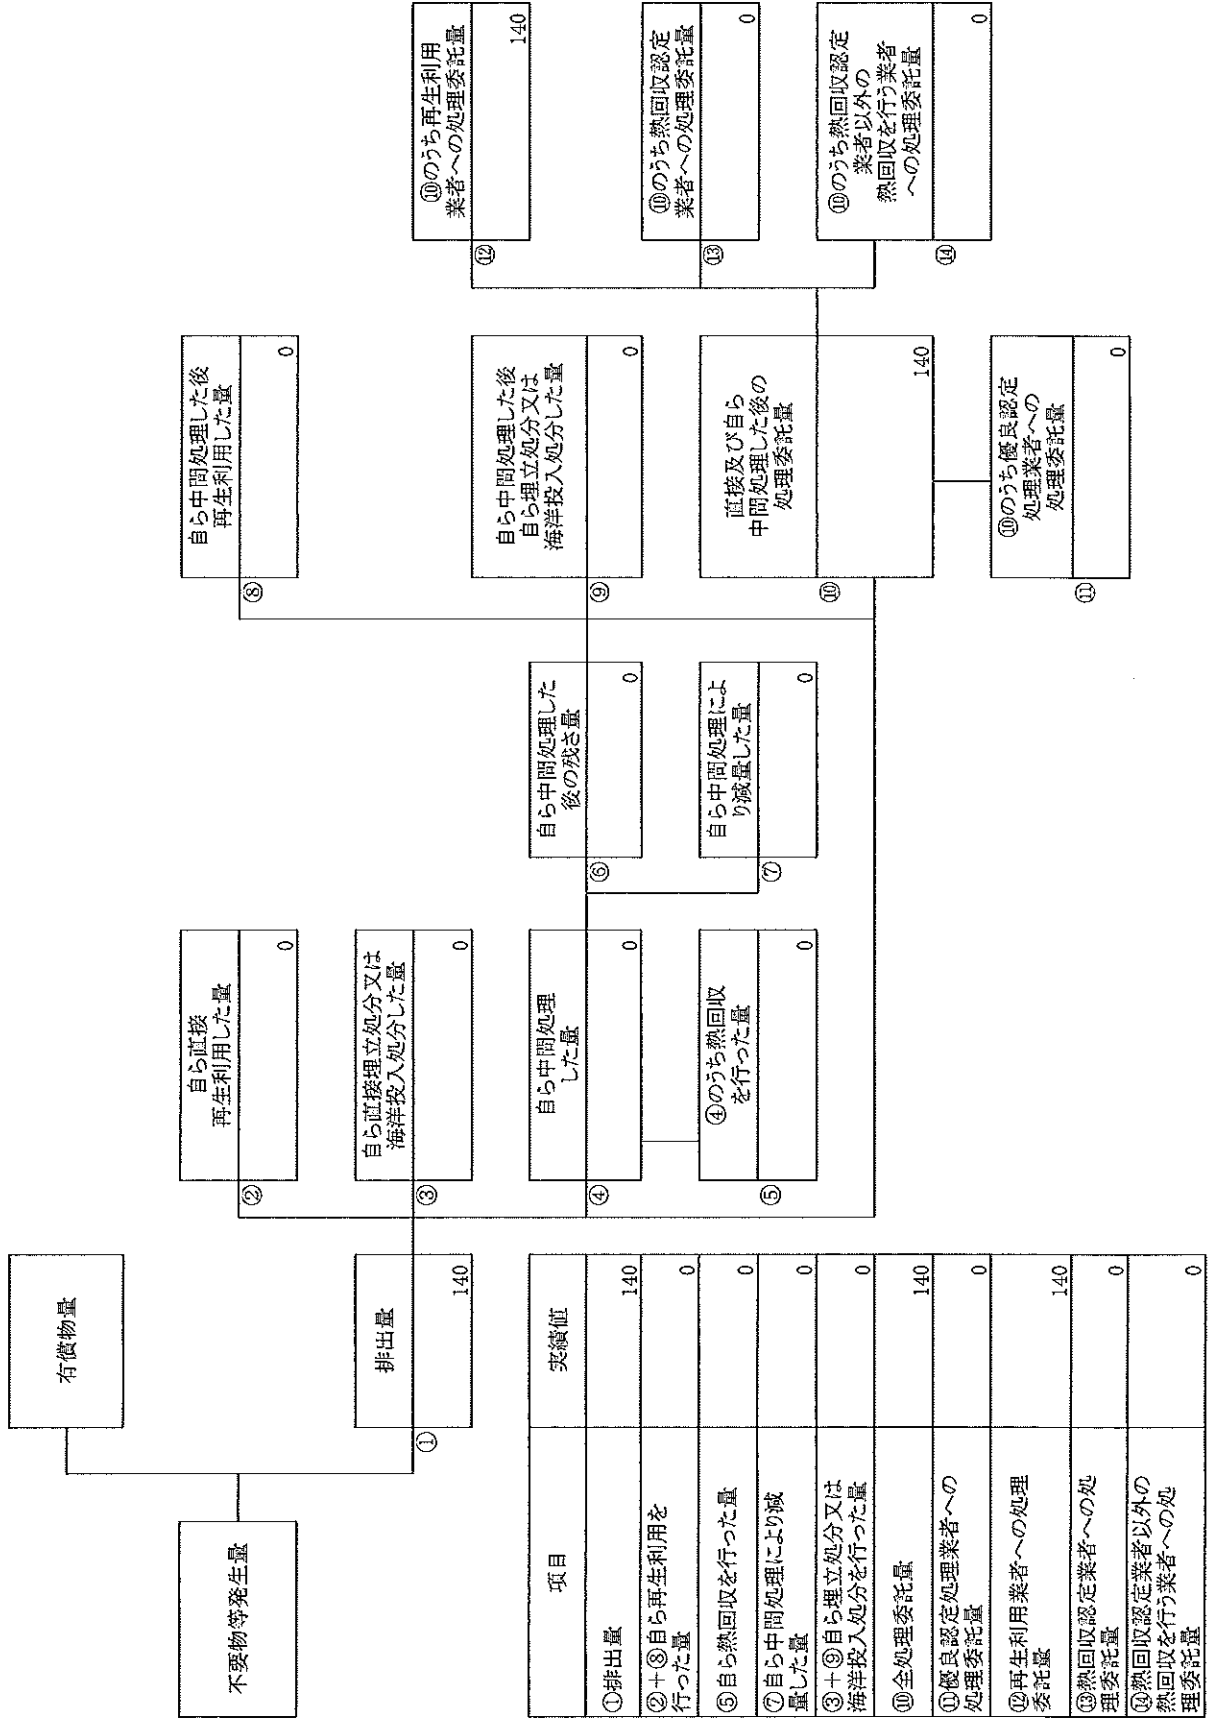 不要物等発生量
有償物量
排出量
①
140
自ら直接
再生利用した量
②
0
自ら直接埋立処分又は
海洋投入処分した量
③
0
自ら中間処理
した量
④
0
④のうち熱回収
を行った量
⑤
0
自ら中間処理した
後の残さ量
⑥
0
自ら中間処理によ
り減量した量
⑦
0
自ら中間処理した後
再生利用した量
⑧
0
自ら中間処理した後
自ら埋立処分又は
海洋投入処分した量
⑨
0
直接及び自ら
中間処理した後の
処理委託量
⑩
140
⑩のうち優良認定
処理業者への
処理委託量
⑪
0
⑩のうち再生利用
業者への処理委託量
⑫
140
⑩のうち熱回収認定
業者への処理委託量
⑬
0
⑩のうち熱回収認定
業者以外の
熱回収を行う業者
への処理委託量
⑭
0
項目 実績値
①排出量 140
②+⑧自ら再生利用を
行った量 0
⑤自ら熱回収を行った量 0
⑦自ら中間処理により減
量した量 0
③+⑨自ら埋立処分又は
海洋投入処分を行った量 0
⑩全処理委託量 140
⑪優良認定処理業者への
処理委託量 0
⑫再生利用業者への処理
委託量 140
⑬熱回収認定業者への処
理委託量 0
⑭熱回収認定業者以外の
熱回収を行う業者への処
理委託量 0